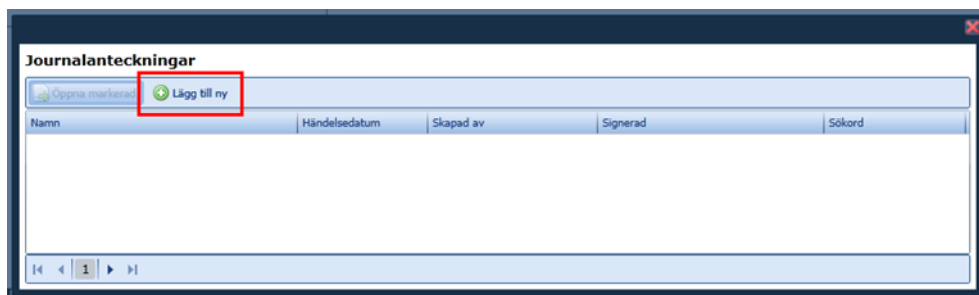 Journalanteckningar
Öppna markerad Lägg till ny
Namn Händelsedatum Skapad av Signerad Sökord
1